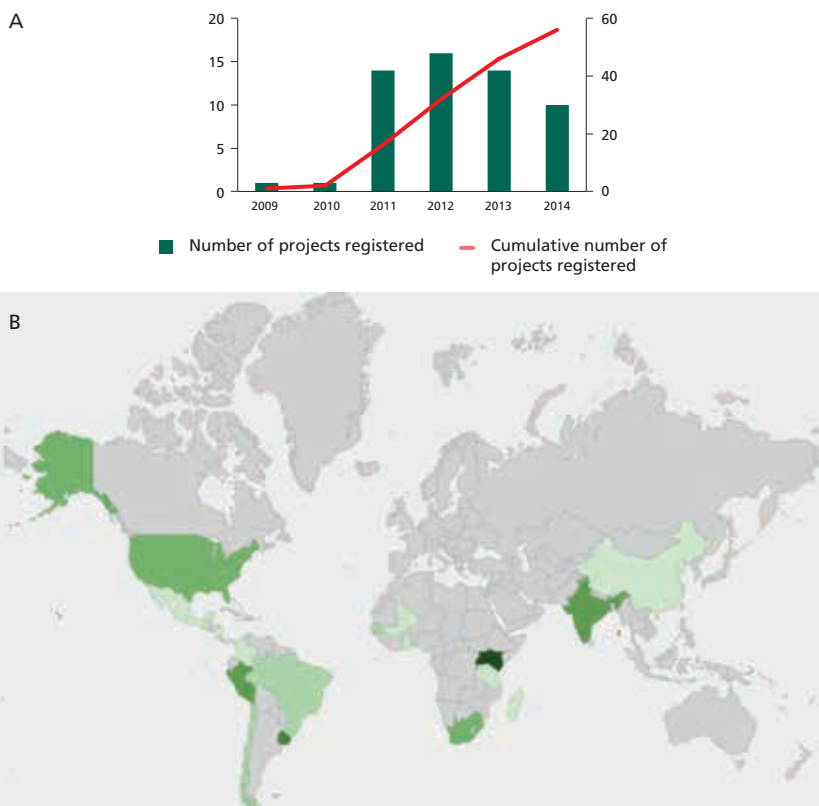 A
20
60
15
40
10
20
5
0
0
2009 2010 2011 2012 2013 2014
Number of projects registered
Cumulative number of
projects registered
B